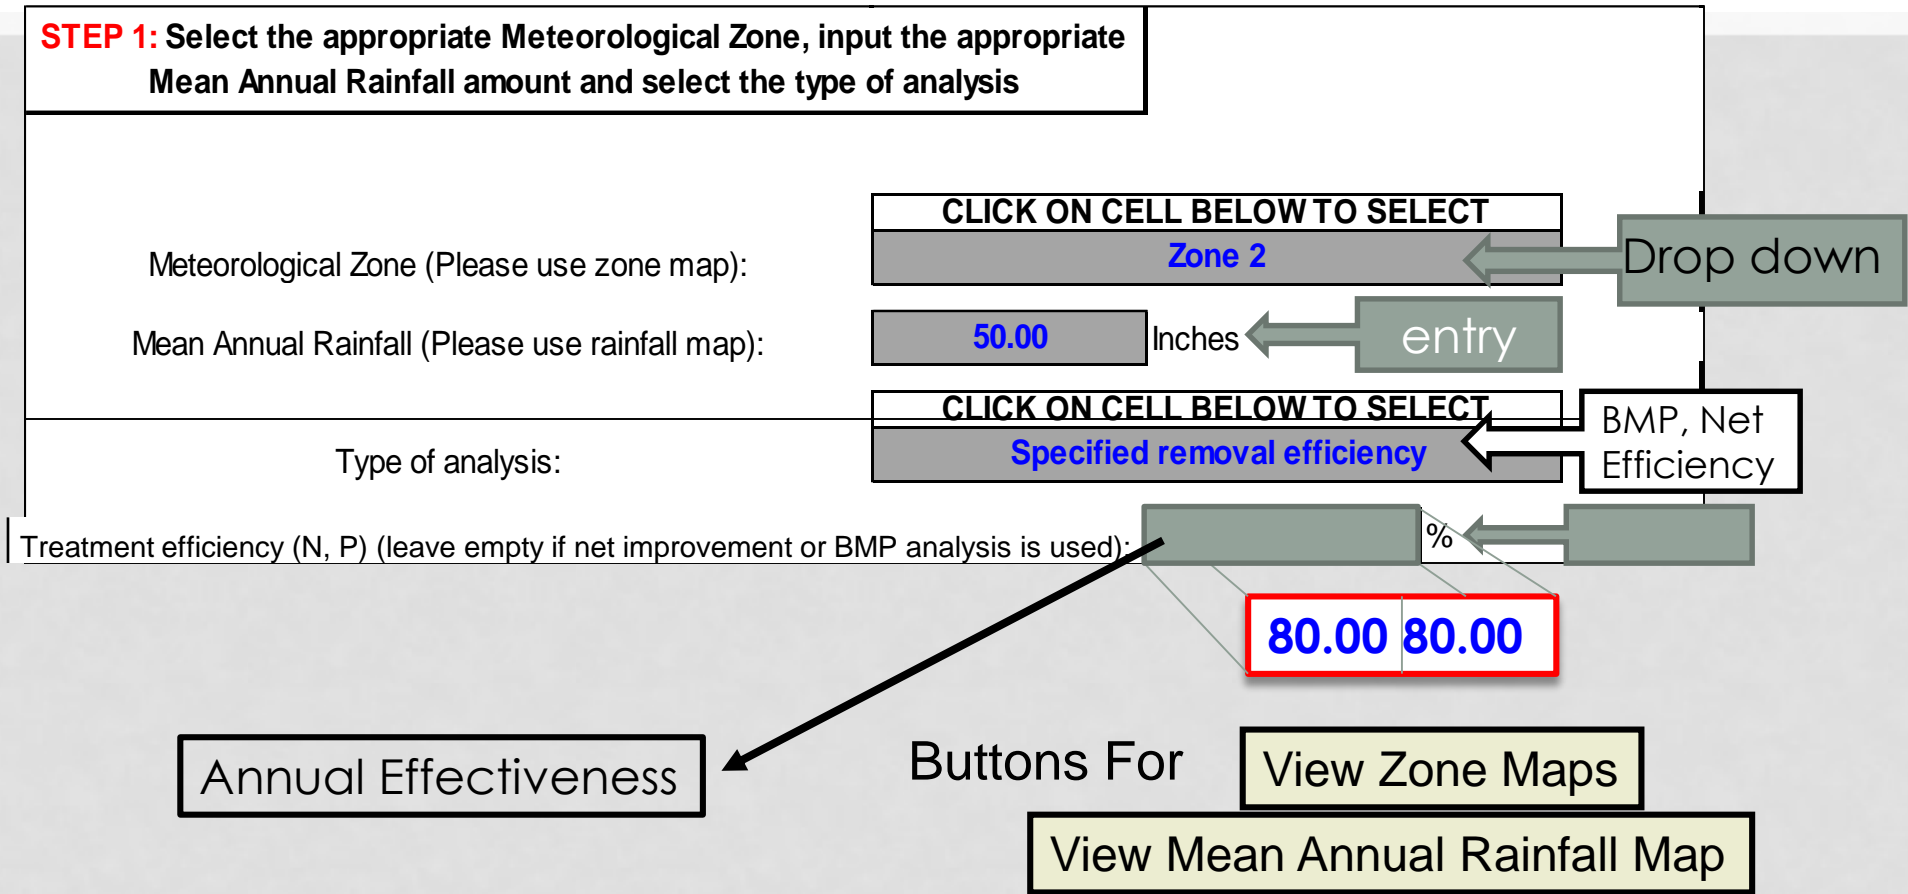 STEP 1: Select the appropriate Meteorological Zone, input the appropriate
Mean Annual Rainfall amount and select the type of analysis
CLICK ON CELL BELOW TO SELECT
Meteorological Zone (Please use zone map):
Zone 2
Drop down
Mean Annual Rainfall (Please use rainfall map):
50.00
Inches
entry
CLICK ON CELL BELOW TO SELECT
Type of analysis:
Specified removal efficiency
BMP, Net
Efficiency
Treatment efficiency (N, P) (leave empty if net improvement or BMP analysis is used):
%
80.00 80.00
Annual Effectiveness
Buttons For
View Zone Maps
View Mean Annual Rainfall Map